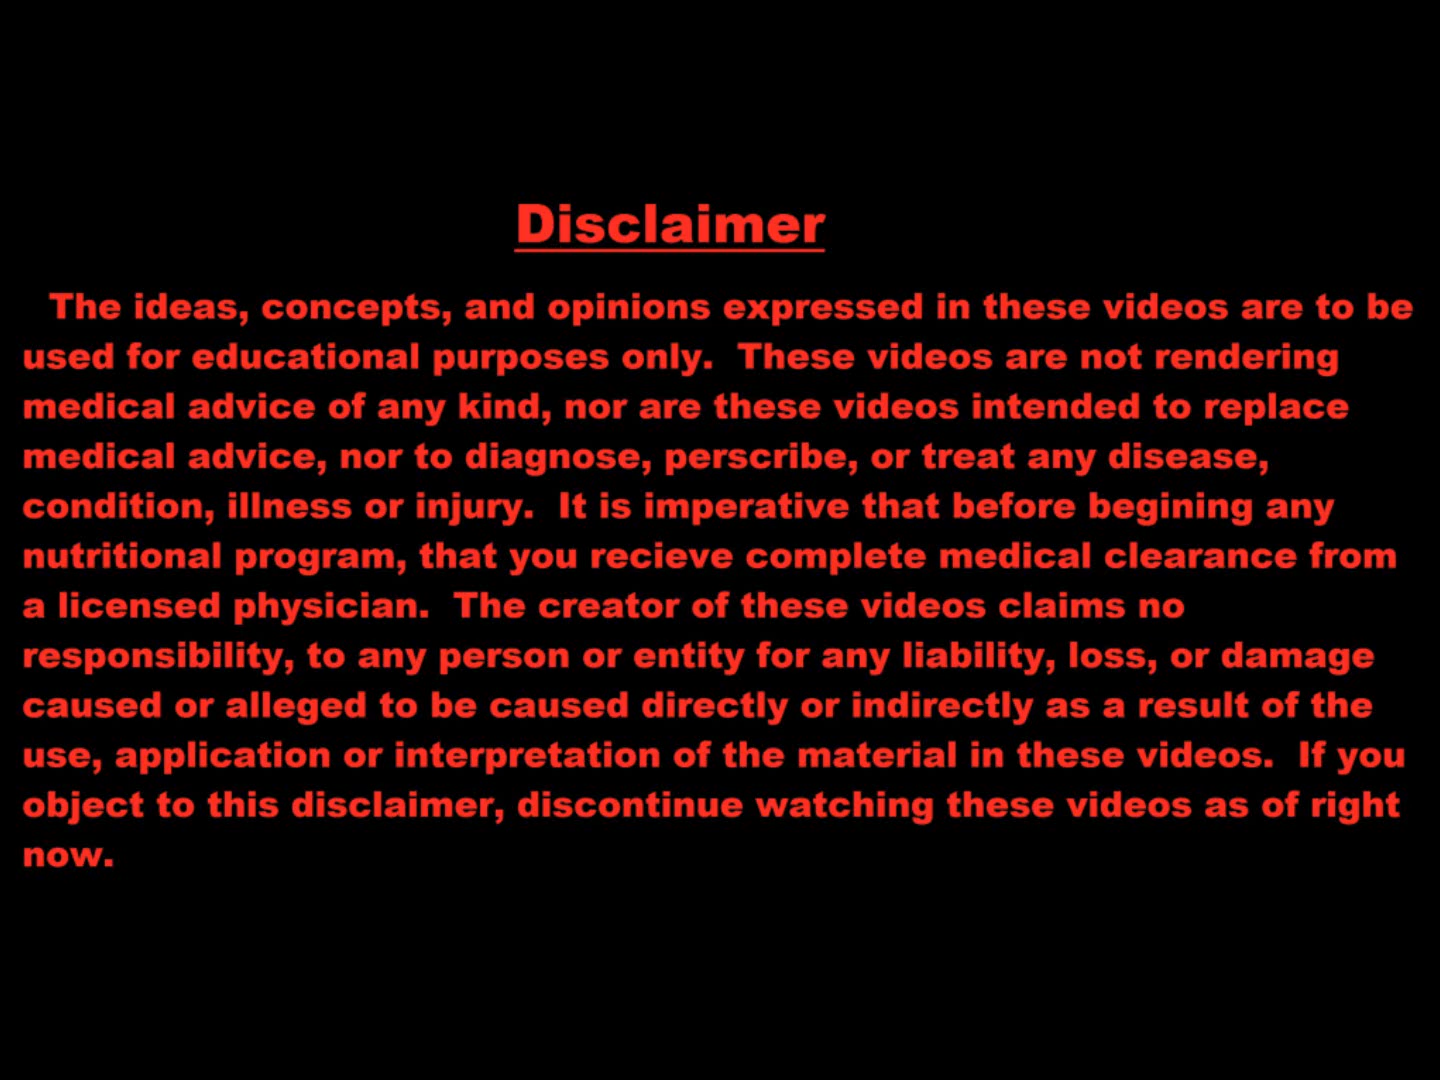 Disclaimer
The ideas, concepts, and opinions expressed in these videos are to be
used for educational purposes only.  These videos are not rendering
medical advice of any kind, nor are these videos intended to replace
medical advice, nor to diagnose, perscribe, or treat any disease,
condition, illness or injury.  It is imperative that before begining any
nutritional program, that you recieve complete medical clearance from
a licensed physician.  The creator of these videos claims no
responsibility, to any person or entity for any liability, loss, or damage
caused or alleged to be caused directly or indirectly as a result of the
use, application or interpretation of the material in these videos.  If you
object to this disclaimer, discontinue watching these videos as of right
now.